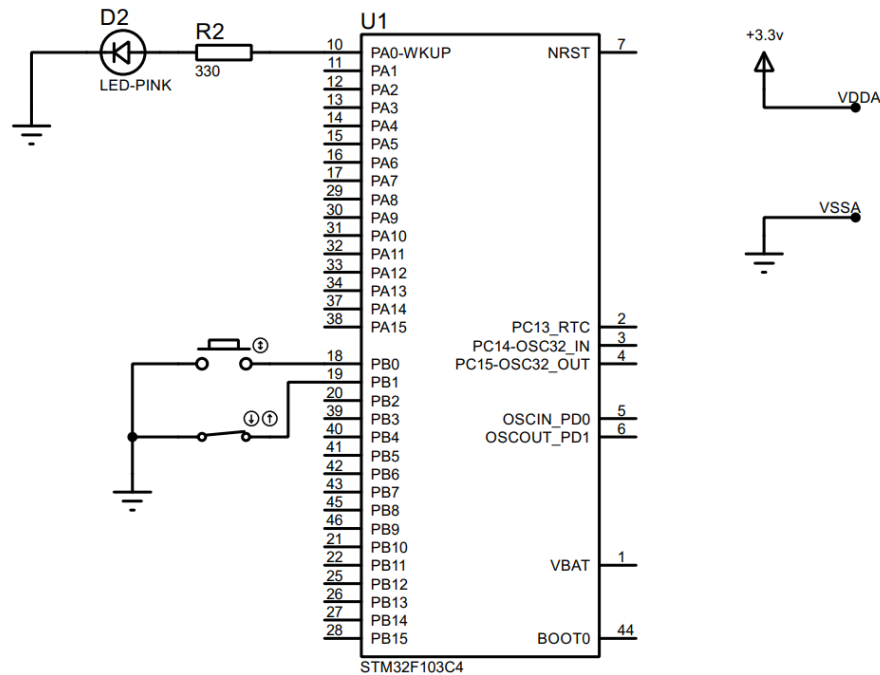 D2
LED-PINK
R2
330
U1
10 PA0-WKUP
11 PA1
12 PA2
13 PA3
14 PA4
15 PA5
16 PA6
17 PA7
29 PA8
30 PA9
31 PA10
32 PA11
33 PA12
34 PA13
37 PA14
38 PA15
18 PB0
19 PB1
20 PB2
39 PB3
40 PB4
41 PB5
42 PB6
43 PB7
45 PB8
46 PB9
21 PB10
22 PB11
25 PB12
26 PB13
27 PB14
28 PB15
NRST 7
PC13_RTC 2
PC14-OSC32_IN 3
PC15-OSC32_OUT 4
OSCIN_PD0 5
OSCOUT_PD1 6
VBAT 1
BOOT0 44
STM32F103C4
+3.3v
VDDA
VSSA